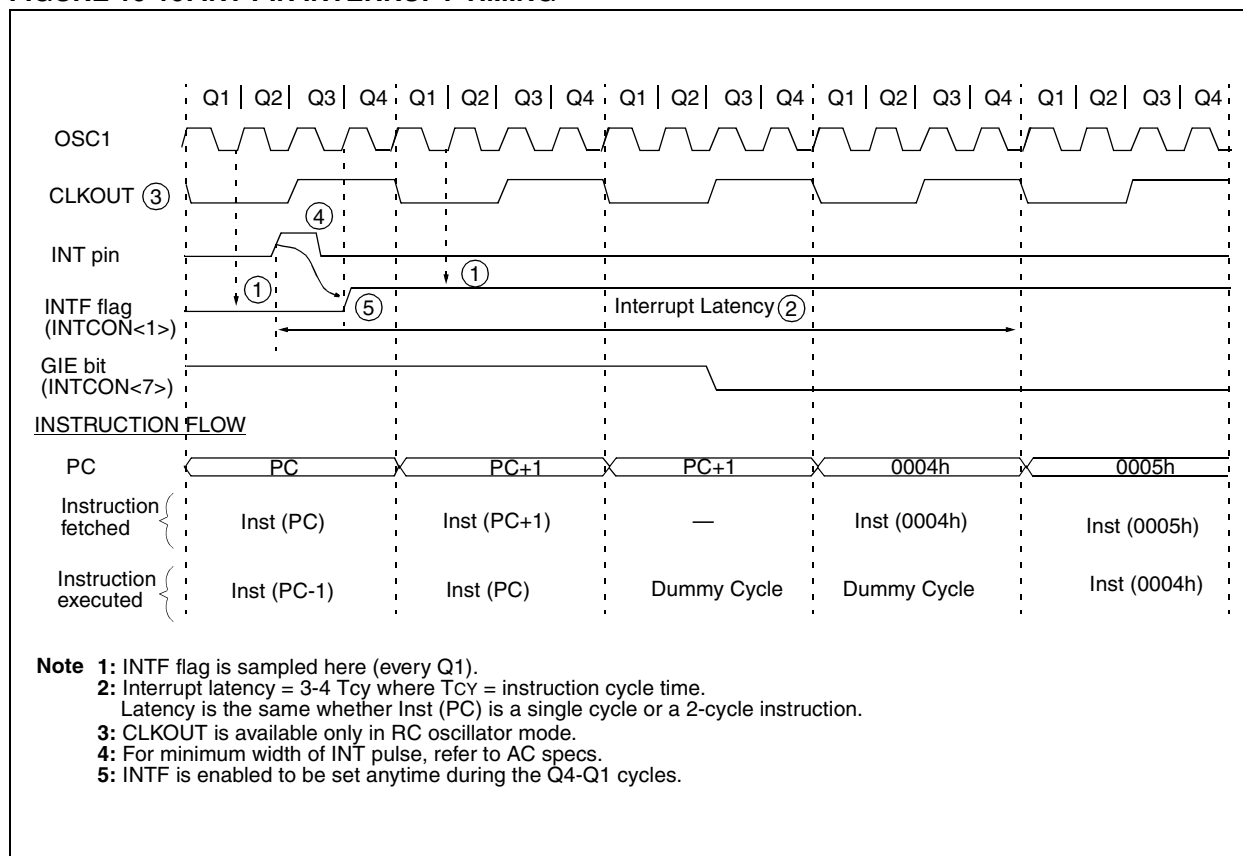 Q1 | Q2 | Q3 | Q4 Q1 | Q2 | Q3 | Q4 Q1 | Q2 | Q3 | Q4 Q1 | Q2 | Q3 | Q4 Q1 | Q2 | Q3 | Q4
OSC1
CLKOUT ③
④
INT pin
① ①
INTF flag
(INTCON<1>)
⑤
Interrupt Latency ②
GIE bit
(INTCON<7>)
INSTRUCTION FLOW
PC PC PC+1 PC+1 0004h 0005h
Instruction
fetched
Inst (PC) Inst (PC+1) — Inst (0004h) Inst (0005h)
Instruction
executed
Inst (PC-1) Inst (PC) Dummy Cycle Dummy Cycle Inst (0004h)
Note 1: INTF flag is sampled here (every Q1).
2: Interrupt latency = 3-4 Tcy where TCY = instruction cycle time.
Latency is the same whether Inst (PC) is a single cycle or a 2-cycle instruction.
3: CLKOUT is available only in RC oscillator mode.
4: For minimum width of INT pulse, refer to AC specs.
5: INTF is enabled to be set anytime during the Q4-Q1 cycles.